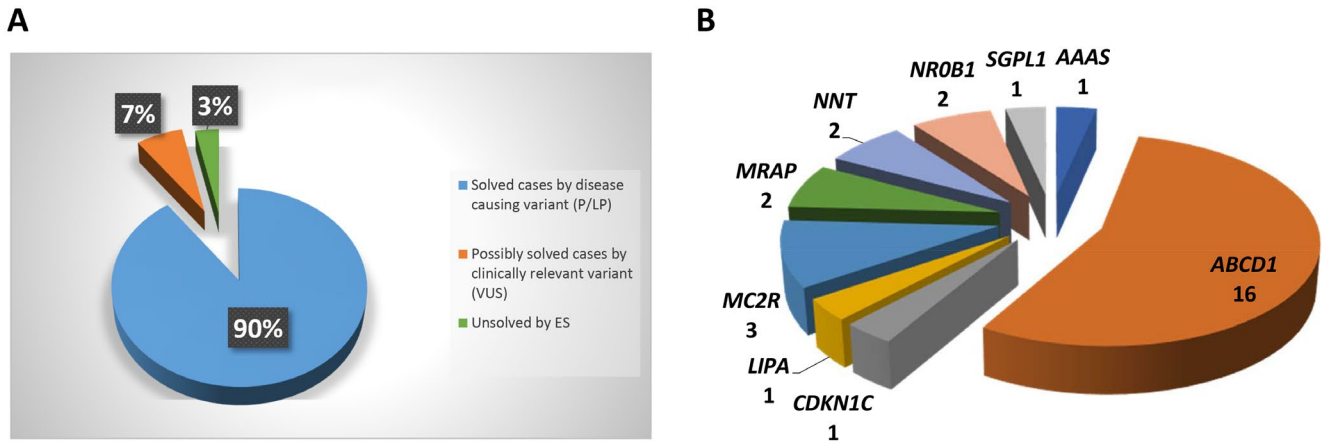 A
7%
3%
90%
Solved cases by disease
causing variant (P/LP)
Possibly solved cases by
clinically relevant variant
(VUS)
Unsolved by ES
B
AAAS
1
ABCD1
16
CDKN1C
1
LIPA
1
MC2R
3
MRAP
2
NNT
2
NR0B1
2
SGPL1
1